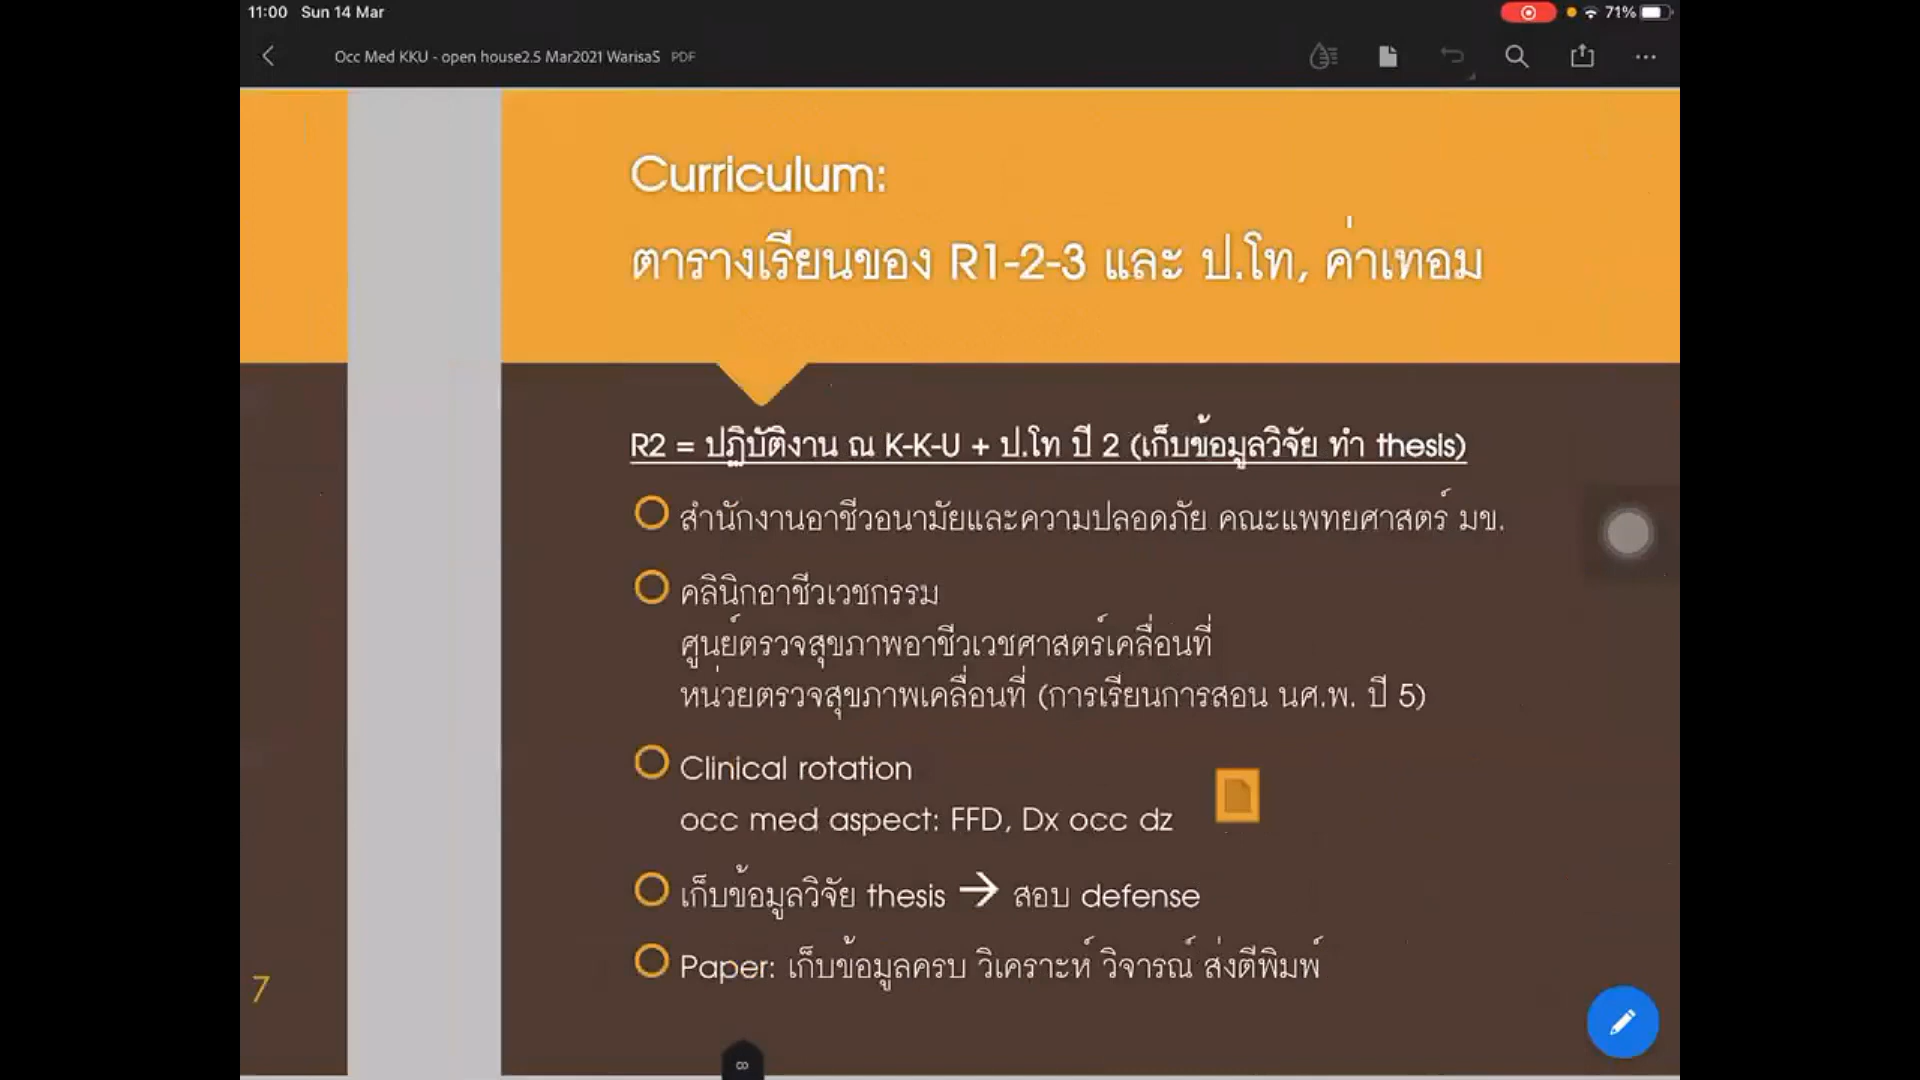 11:00 Sun 14 Mar
71%
Occ Med KKU - open house2.5 Mar2021 WarisaS PDF
Curriculum:
ตารางเรียนของ R1-2-3 และ ป.โท, ค่าเทอม
R2 = ปฏิบัติงาน ณ K-K-U + ป.โท ปี 2 (เก็บข้อมูลวิจัย ทำ thesis)
สำนักงานอาชีวอนามัยและความปลอดภัย คณะแพทยศาสตร์ มข.
คลินิกอาชีวเวชกรรม
ศูนย์ตรวจสุขภาพอาชีวเวชศาสตร์เคลื่อนที่
หน่วยตรวจสุขภาพเคลื่อนที่ (การเรียนการสอน นศ.พ. ปี 5)
Clinical rotation
occ med aspect: FFD, Dx occ dz
เก็บข้อมูลวิจัย thesis → สอบ defense
Paper: เก็บข้อมูลครบ วิเคราะห์ วิจารณ์ ส่งตีพิมพ์
7
8